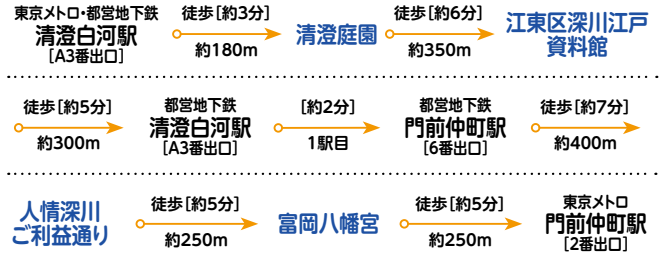 東京メトロ・都営地下鉄
清澄白河駅
[A3番出口]
徒歩[約3分]
約180m
清澄庭園
徒歩[約6分]
約350m
江東区深川江戸
資料館
徒歩[約5分]
約300m
都営地下鉄
清澄白河駅
[A3番出口]
[約2分]
1駅目
都営地下鉄
門前仲町駅
[6番出口]
徒歩[約7分]
約400m
人情深川
ご利益通り
徒歩[約5分]
約250m
富岡八幡宮
徒歩[約5分]
約250m
東京メトロ
門前仲町駅
[2番出口]